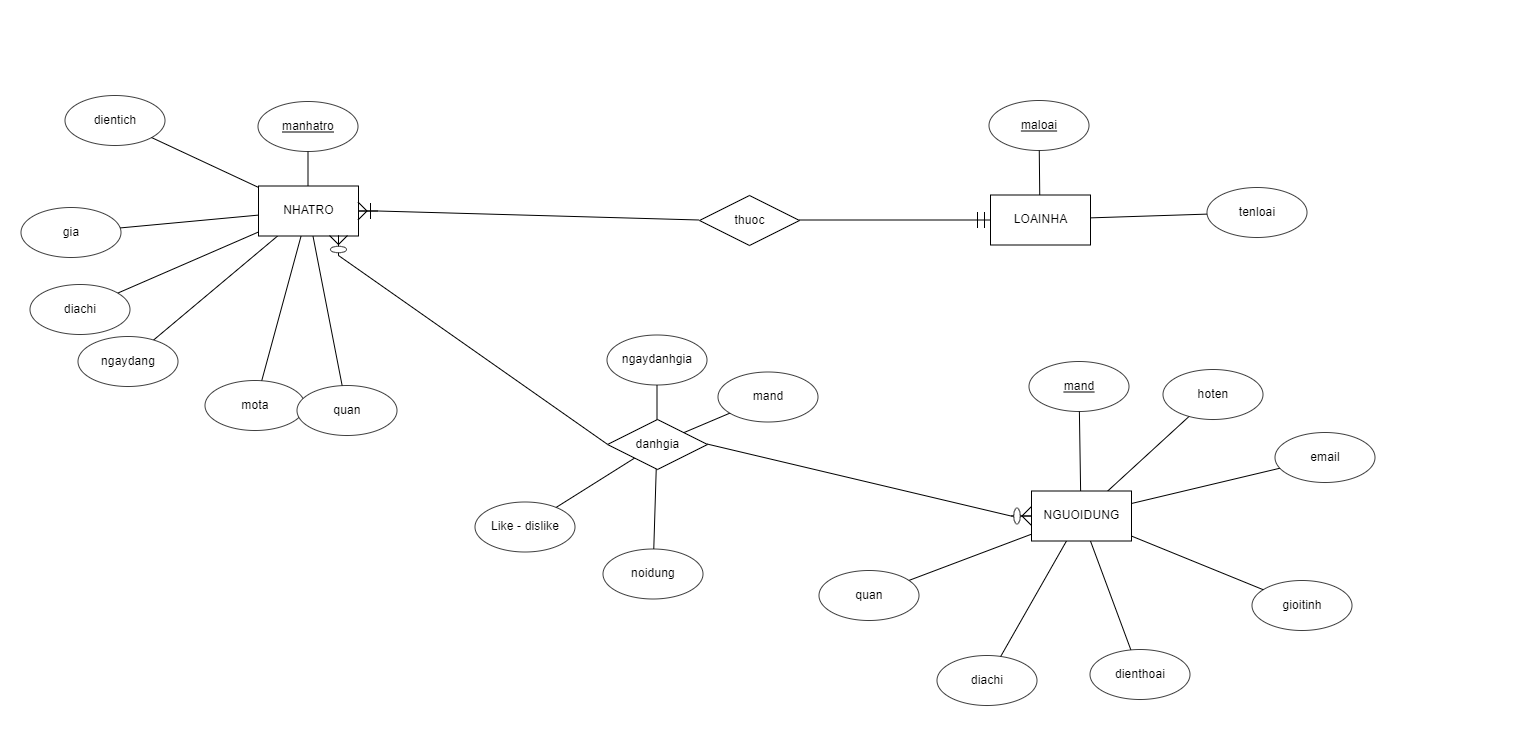 dientich
manhatro
maloai
NHATRO
thuoc
LOAINHA
tenloai
gia
diachi
ngaydang
mota
quan
ngaydanhgia
mand
danhgia
Like - dislike
noidung
mand
hoten
email
NGUOIDUNG
quan
gioitinh
diachi
dienthoai